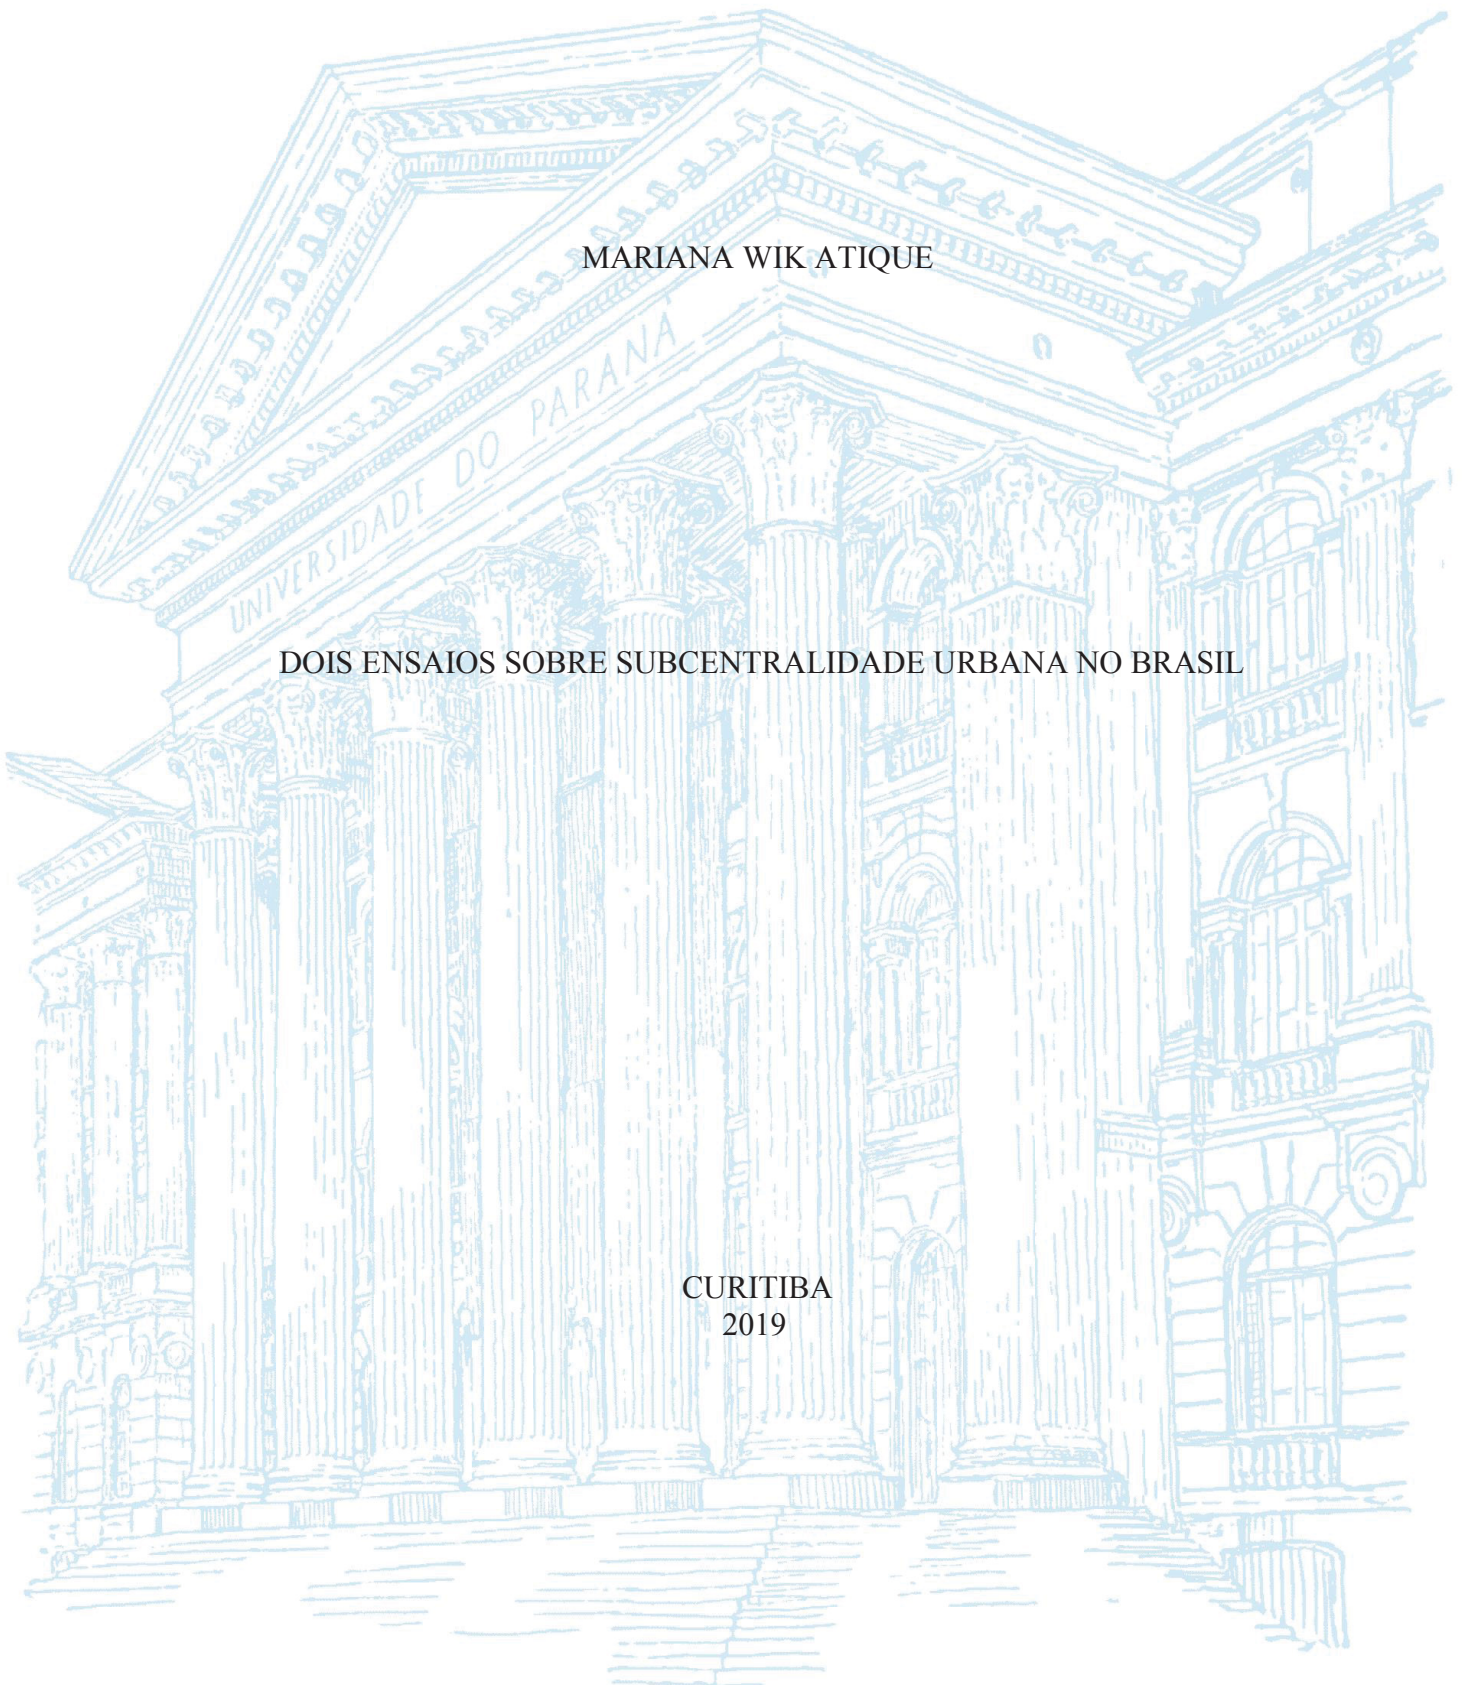 MARIANA WIK ATIQUE
UNIVERSIDADE DO PARANÁ
DOIS ENSAIOS SOBRE SUBCENTRALIDADE URBANA NO BRASIL
CURITIBA
2019